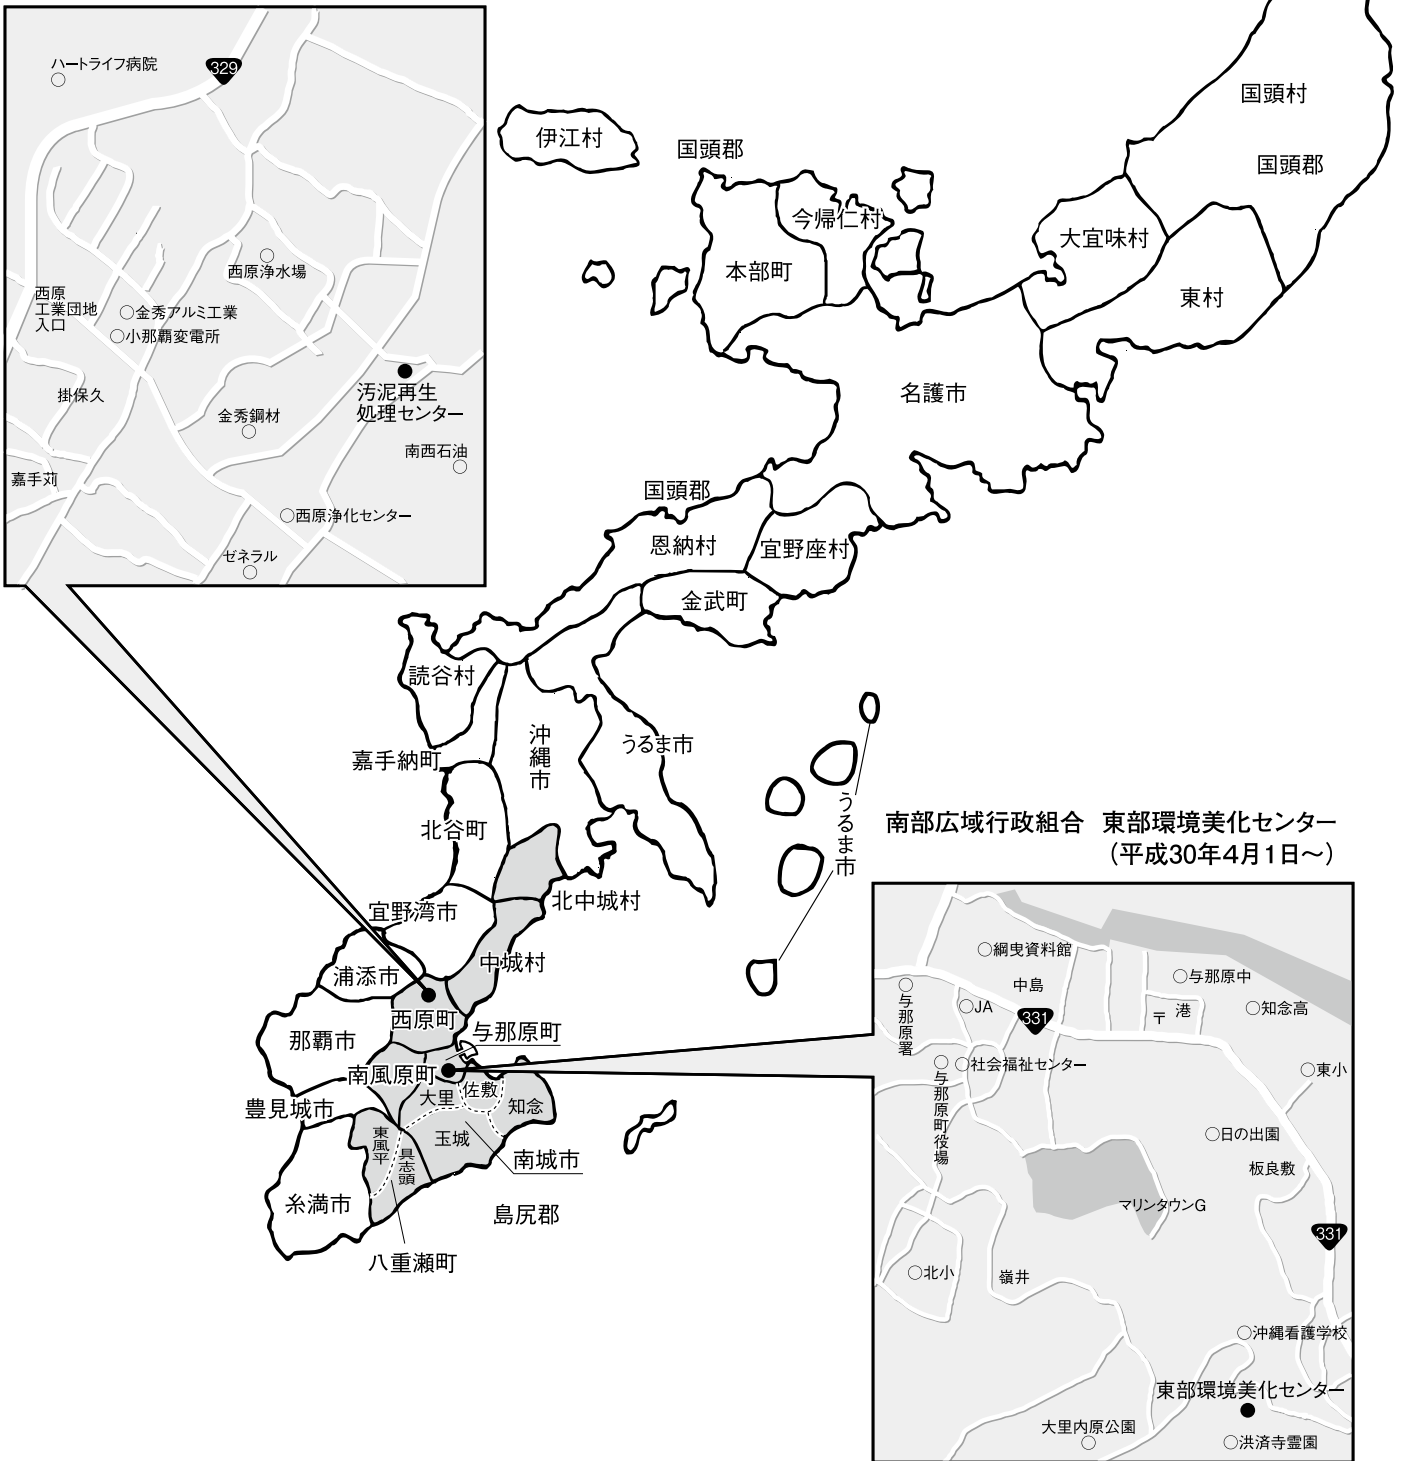 ハートライフ病院
329
西原浄水場
西原
工業団地
入口
金秀アルミ工業
小那覇変電所
掛保久
汚泥再生
処理センター
金秀鋼材
南西石油
嘉手苅
西原浄化センター
ゼネラル
伊江村
国頭郡
今帰仁村
本部町
国頭村
国頭郡
大宜味村
東村
名護市
国頭郡
恩納村
宜野座村
金武町
読谷村
嘉手納町
沖縄市
うるま市
うるま市
北谷町
北中城村
宜野湾市
中城村
浦添市
西原町
那覇市
与那原町
南風原町
大里
佐敷
知念
豊見城市
東風平
具志頭
玉城
南城市
糸満市
島尻郡
八重瀬町
南部広域行政組合 東部環境美化センター
(平成30年4月1日~)
綱曳資料館
与那原中
中島
与那原署
JA
331
〒
港
知念高
社会福祉センター
与那原町役場
東小
日の出園
板良敷
マリンタウンG
331
北小
嶺井
沖縄看護学校
東部環境美化センター
大里内原公園
洪済寺霊園